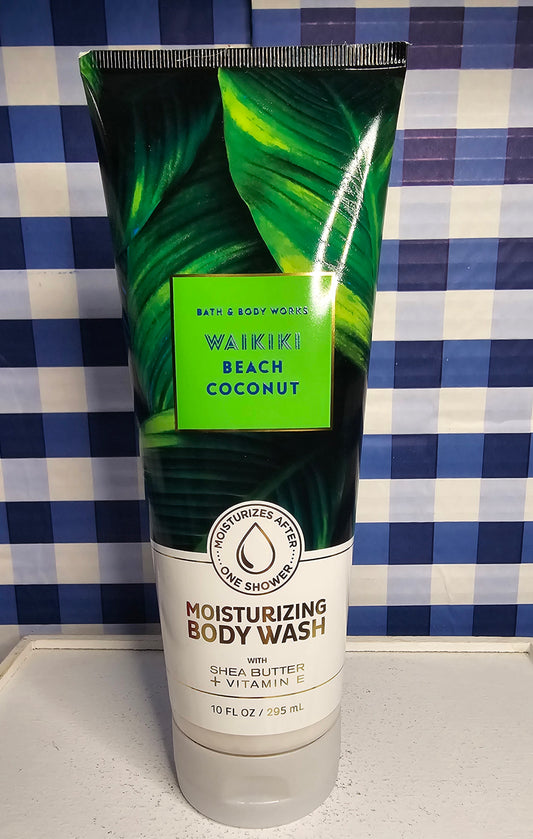 BATH & BODY WORKS
WAIKIKI
BEACH
COCONUT
MOISTURIZES AFTER
ONE SHOWER
MOISTURIZING
BODY WASH
WITH
SHEA BUTTER
+ VITAMIN E
10 FL OZ / 295 mL